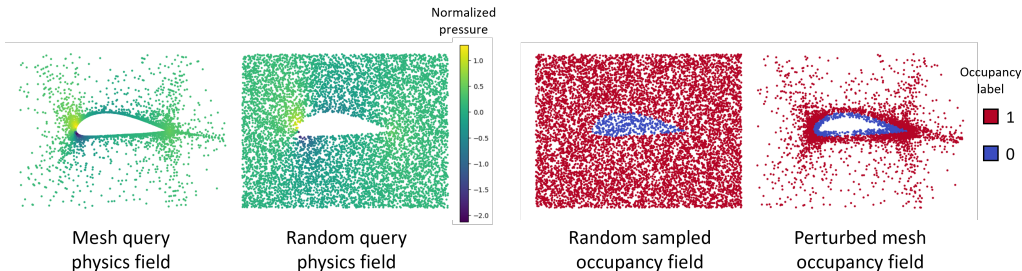 Normalized
pressure
1.0
0.5
0.0
−0.5
−1.0
−1.5
−2.0
Occupancy
label
1
0
Mesh query
physics field
Random query
physics field
Random sampled
occupancy field
Perturbed mesh
occupancy field